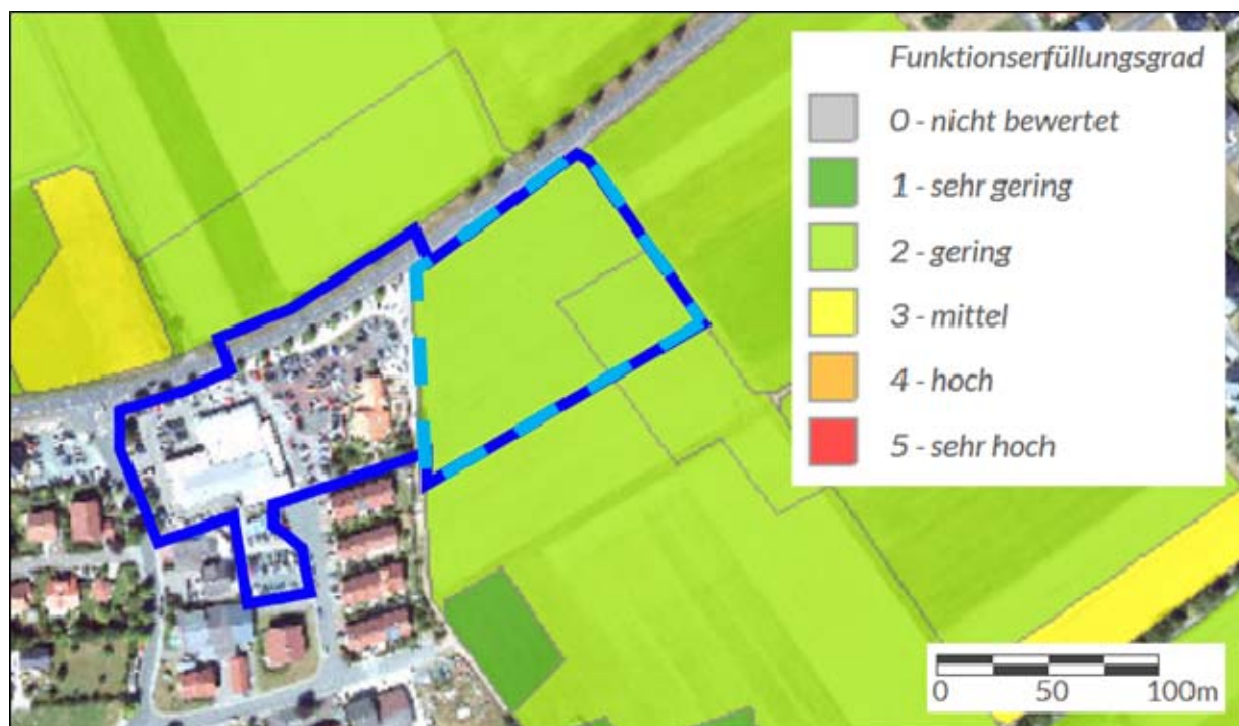 Funktionserfüllungsgrad
0 - nicht bewertet
1 - sehr gering
2 - gering
3 - mittel
4 - hoch
5 - sehr hoch
0 50 100m